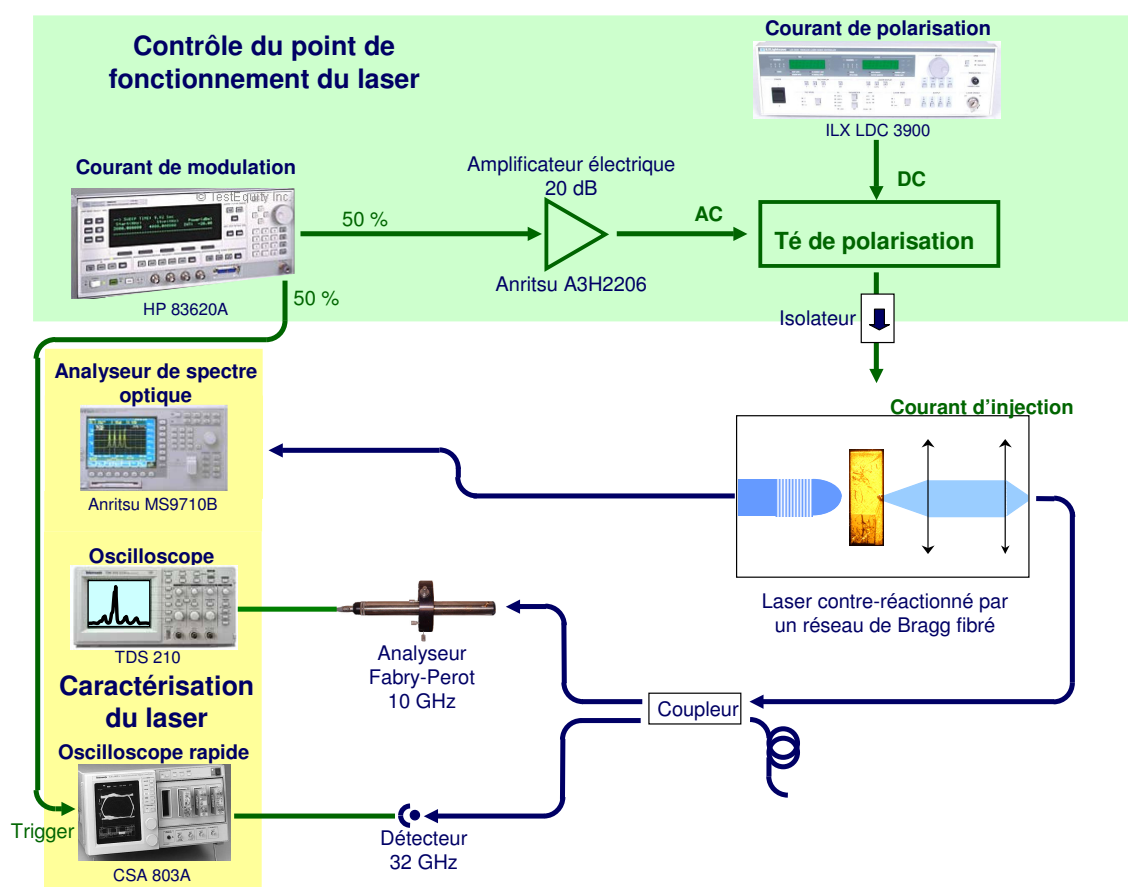 Contrôle du point de
fonctionnement du laser
Courant de polarisation
ILX LDC 3900
Courant de modulation
© TestEquity Inc.
HP 83620A
50 %
50 %
Amplificateur électrique
20 dB
Anritsu A3H2206
AC
DC
Té de polarisation
Isolateur
Courant d'injection
Analyseur de spectre
optique
Anritsu MS9710B
Oscilloscope
TDS 210
Analyseur
Fabry-Perot
10 GHz
Laser contre-réactionné par
un réseau de Bragg fibré
Coupleur
Caractérisation
du laser
Oscilloscope rapide
Trigger
CSA 803A
Détecteur
32 GHz